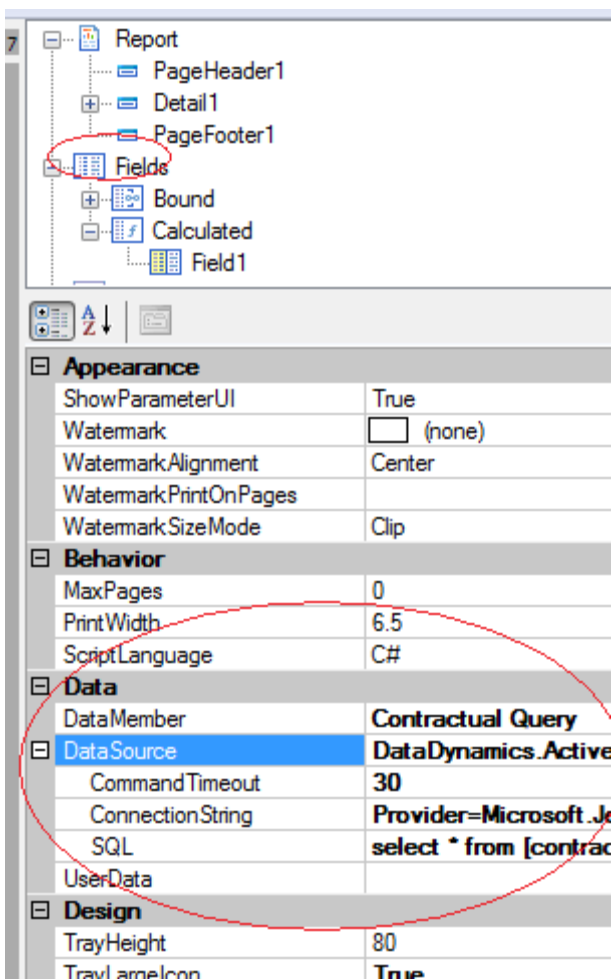 7
Report
PageHeader1
Detail1
PageFooter1
Fields
Bound
Calculated
Field1
A
Z
Appearance
ShowParameterUI True
Watermark (none)
WatermarkAlignment Center
WatermarkPrintOnPages
WatermarkSizeMode Clip
Behavior
MaxPages 0
PrintWidth 6.5
ScriptLanguage C#
Data
DataMember Contractual Query
DataSource DataDynamics.Active
CommandTimeout 30
ConnectionString Provider=Microsoft.Je
SQL select * from [contrac
UserData
Design
TrayHeight 80
TrayLargeIcon True